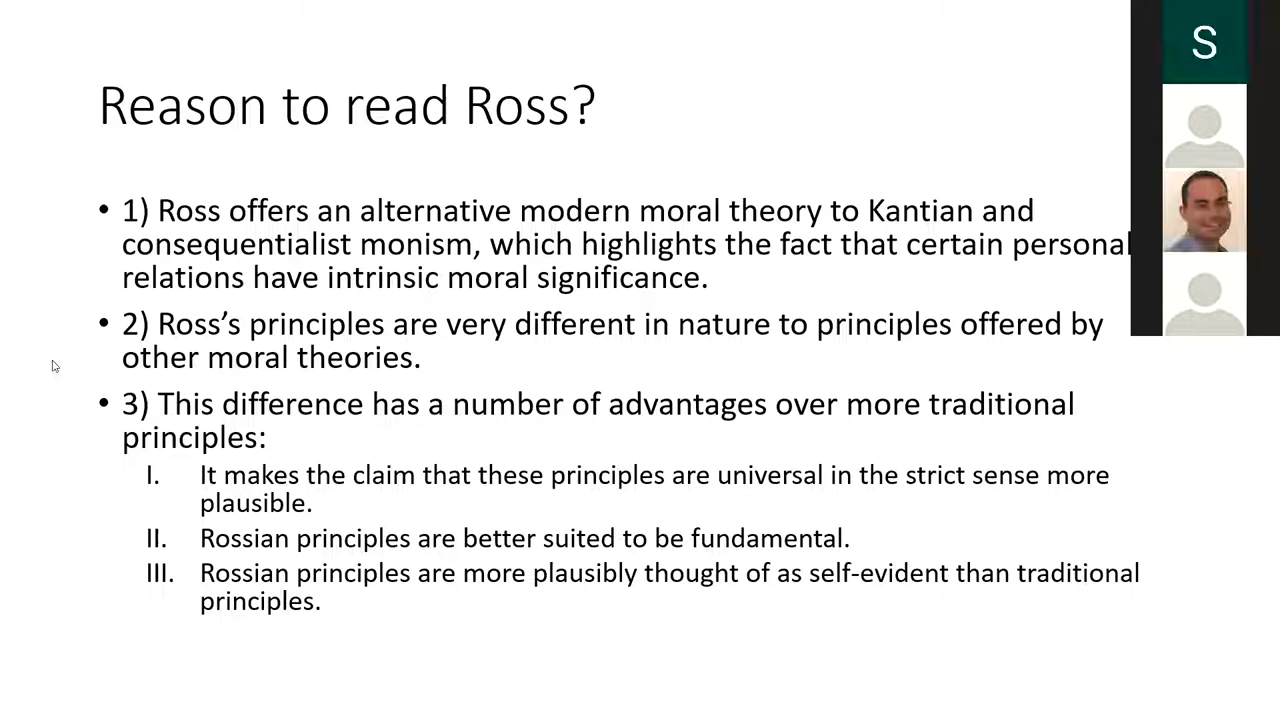 Reason to read Ross?
S
• 1) Ross offers an alternative modern moral theory to Kantian and
consequentialist monism, which highlights the fact that certain personal
relations have intrinsic moral significance.
• 2) Ross’s principles are very different in nature to principles offered by
other moral theories.
• 3) This difference has a number of advantages over more traditional
principles:
I. It makes the claim that these principles are universal in the strict sense more
plausible.
II. Rossian principles are better suited to be fundamental.
III. Rossian principles are more plausibly thought of as self-evident than traditional
principles.